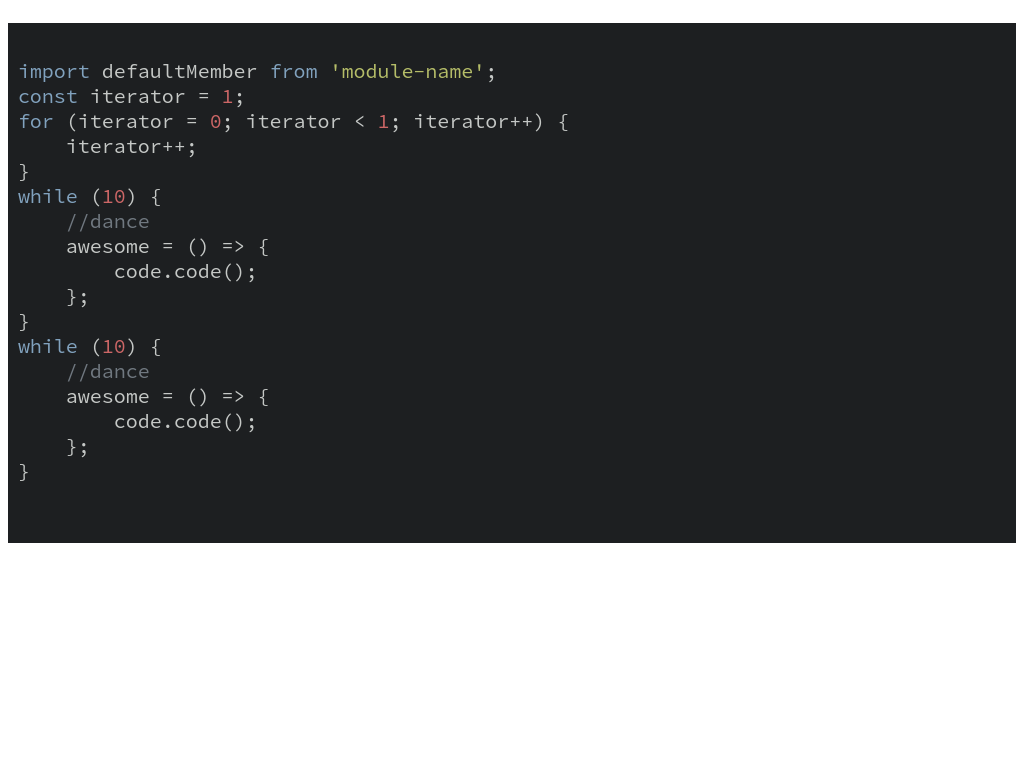 import defaultMember from 'module-name';
const iterator = 1;
for (iterator = 0; iterator < 1; iterator++) {
    iterator++;
}
while (10) {
    //dance
    awesome = () => {
        code.code();
    };
}
while (10) {
    //dance
    awesome = () => {
        code.code();
    };
}